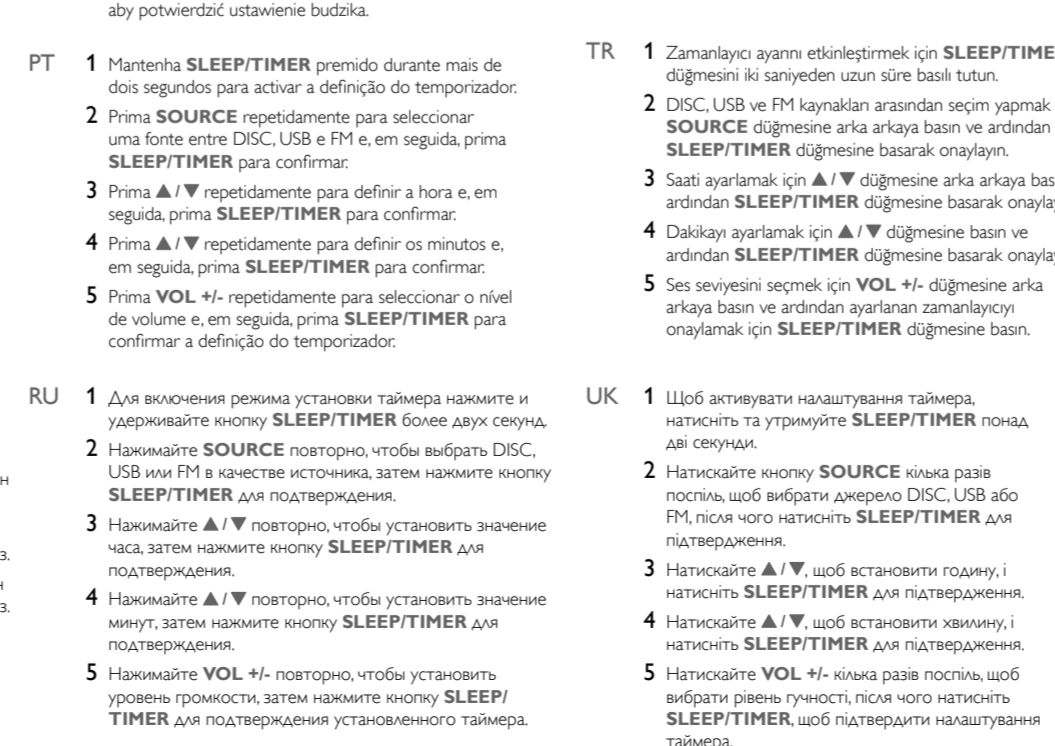 aby potwierdzić ustawienie budzika.
PT
1 Mantenha SLEEP/TIMER premido durante mais de
dois segundos para activar a definição do temporizador.
2 Prima SOURCE repetidamente para seleccionar
uma fonte entre DISC, USB e FM e, em seguida, prima
SLEEP/TIMER para confirmar.
3 Prima ▲ / ▼ repetidamente para definir a hora e, em
seguida, prima SLEEP/TIMER para confirmar.
4 Prima ▲ / ▼ repetidamente para definir os minutos e,
em seguida, prima SLEEP/TIMER para confirmar.
5 Prima VOL +/- repetidamente para seleccionar o nível
de volume e, em seguida, prima SLEEP/TIMER para
confirmar a definição do temporizador.
RU
1 Для включения режима установки таймера нажмите и
удерживайте кнопку SLEEP/TIMER более двух секунд.
2 Нажимайте SOURCE повторно, чтобы выбрать DISC,
USB или FM в качестве источника, затем нажмите кнопку
SLEEP/TIMER для подтверждения.
3 Нажимайте ▲ / ▼ повторно, чтобы установить значение
часа, затем нажмите кнопку SLEEP/TIMER для
подтверждения.
4 Нажимайте ▲ / ▼ повторно, чтобы установить значение
минут, затем нажмите кнопку SLEEP/TIMER для
подтверждения.
5 Нажимайте VOL +/- повторно, чтобы установить
уровень громкости, затем нажмите кнопку SLEEP/
TIMER для подтверждения установленного таймера.
TR
1 Zamanlayıcı ayarını etkinleştirmek için SLEEP/TIME
düğmesini iki saniyeden uzun süre basılı tutun.
2 DISC, USB ve FM kaynakları arasından seçim yapmak
SOURCE düğmesine arka arkaya basın ve ardından
SLEEP/TIMER düğmesine basarak onaylayın.
3 Saati ayarlamak için ▲ / ▼ düğmesine arka arkaya bas
ardından SLEEP/TIMER düğmesine basarak onayla
4 Dakikayı ayarlamak için ▲ / ▼ düğmesine basın ve
ardından SLEEP/TIMER düğmesine basarak onayla
5 Ses seviyesini seçmek için VOL +/- düğmesine arka
arkaya basın ve ardından ayarlanan zamanlayıcıyı
onaylamak için SLEEP/TIMER düğmesine basın.
UK
1 Щоб активувати налаштування таймера,
натисніть та утримуйте SLEEP/TIMER понад
дві секунди.
2 Натискайте кнопку SOURCE кілька разів
поспіль, щоб вибрати джерело DISC, USB або
FM, після чого натисніть SLEEP/TIMER для
підтвердження.
3 Натискайте ▲ / ▼, щоб встановити годину, і
натисніть SLEEP/TIMER для підтвердження.
4 Натискайте ▲ / ▼, щоб встановити хвилину, і
натисніть SLEEP/TIMER для підтвердження.
5 Натискайте VOL +/- кілька разів поспіль, щоб
вибрати рівень гучності, після чого натисніть
SLEEP/TIMER, щоб підтвердити налаштування
таймера.